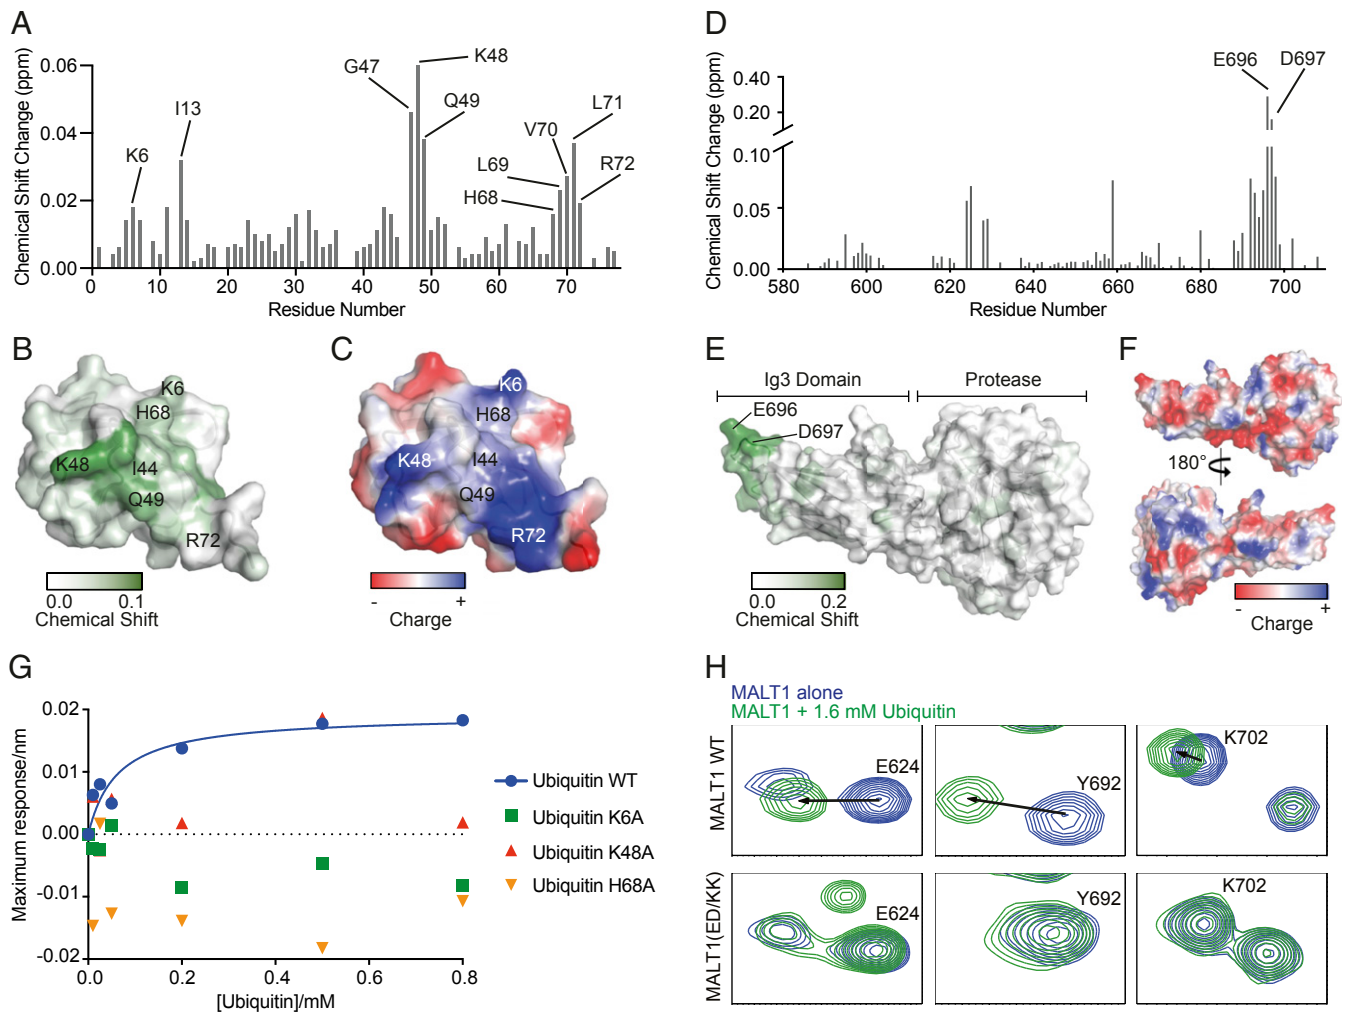 A
Chemical Shift Change (ppm)
0.06
0.04
0.02
0.00
K6
I13
G47
K48
Q49
V70
L69
H68
L71
R72
0
10
20
30
40
50
60
70
Residue Number
D
Chemical Shift Change (ppm)
0.40
0.20
0.10
0.05
0.00
E696
D697
580
600
620
640
660
680
700
Residue Number
B
K6
H68
K48
I44
Q49
R72
0.0
0.1
Chemical Shift
C
K6
H68
K48
I44
Q49
R72
-
+
Charge
E
Ig3 Domain
Protease
E696
D697
0.0
0.2
Chemical Shift
F
180°
-
+
Charge
G
Maximum response/nm
0.02
0.01
0.00
-0.01
-0.02
0.0
0.2
0.4
0.6
0.8
[Ubiquitin]/mM
Ubiquitin WT
Ubiquitin K6A
Ubiquitin K48A
Ubiquitin H68A
H
MALT1 alone
MALT1 + 1.6 mM Ubiquitin
MALT1 WT
E624
Y692
K702
MALT1(ED/KK)
E624
Y692
K702